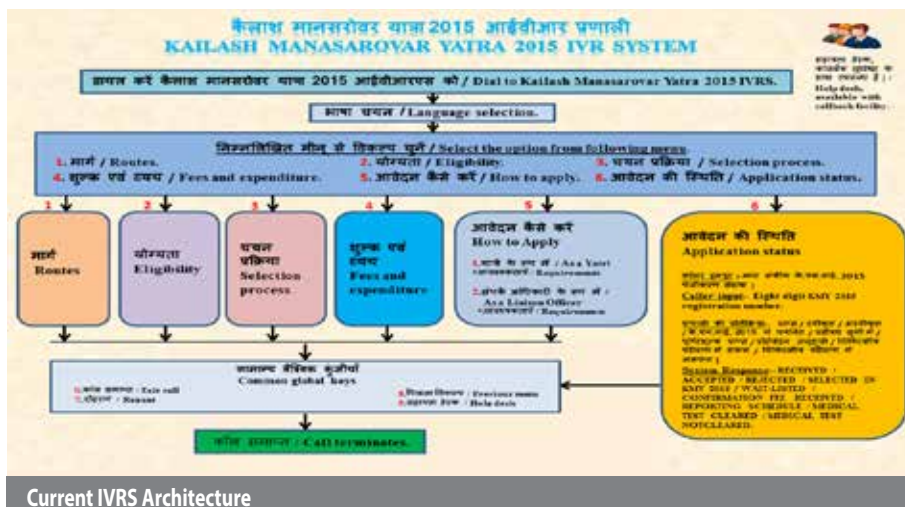 कैलाश मानसरोवर यात्रा 2015 आईवीआर प्रणाली
KAILASH MANASAROVAR YATRA 2015 IVR SYSTEM
Help desk,
available with
callback facility.
डायल करें कैलाश मानसरोवर यात्रा 2015 आईवीआरएस को / Dial to Kailash Manasarovar Yatra 2015 IVRS.
भाषा चयन / Language selection.
निम्नलिखित मीनू से विकल्प चुनें / Select the option from following menu.
1. मार्ग / Routes. 2. योग्यता / Eligibility. 3. चयन प्रक्रिया / Selection process.
4. शुल्क एवं व्यय / Fees and expenditure. 5. आवेदन कैसे करें / How to apply. 6. आवेदन की स्थिति / Application status.
1 2 3 4 5 6
मार्ग
Routes
योग्यता
Eligibility
चयन
प्रक्रिया
Selection
process
शुल्क एवं
व्यय
Fees and
expenditure
आवेदन कैसे करें
How to Apply
1. यात्री के रूप में / As a Yatri
Requirements
2. संपर्क अधिकारी के रूप में /
As a Liaison Officer
Requirements
आवेदन की स्थिति
Application status
Caller input- Eight digit KMY 2015
registration number.
System Response- RECEIVED /
ACCEPTED / REJECTED / SELECTED IN
KMY 2015 / WAIT-LISTED /
CONFIRMATION FEE RECEIVED /
REPORTING SCHEDULE / MEDICAL
TEST CLEARED / MEDICAL TEST
NOTCLEARED.
सामान्य वैश्विक कुंजीयां
Common global keys
कॉल समाप्त / Exit call
Repeat
Previous menu
Help desk
कॉल समाप्त / Call terminates.
Current IVRS Architecture